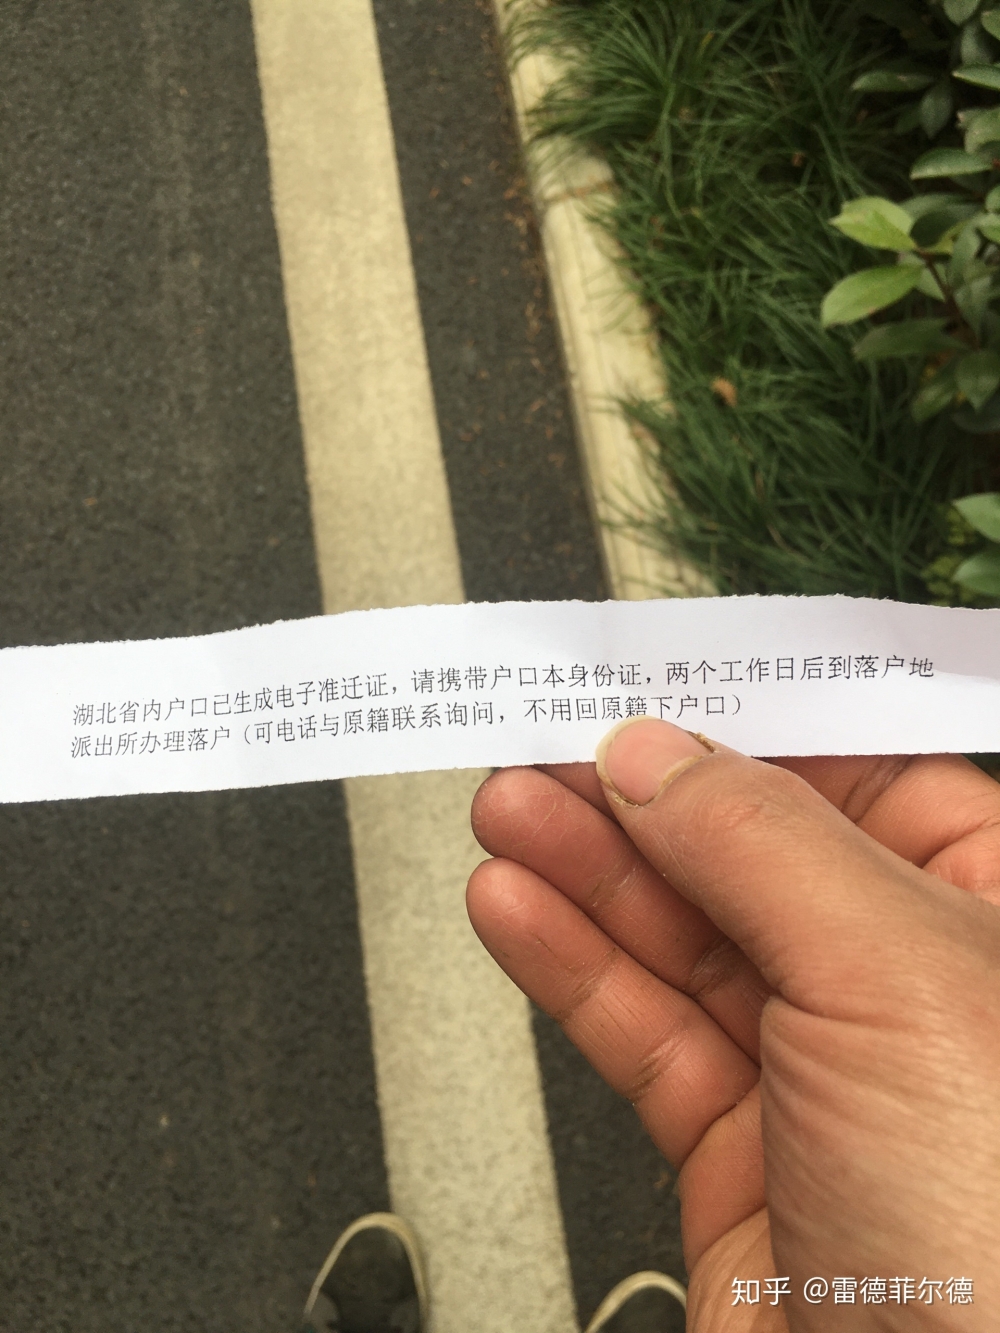 湖北省内户口已生成电子准迁证，请携带户口本身份证，两个工作日后到落户地
派出所办理落户（可电话与原籍联系询问，不用回原籍下户口）
知乎 @雷德菲尔德